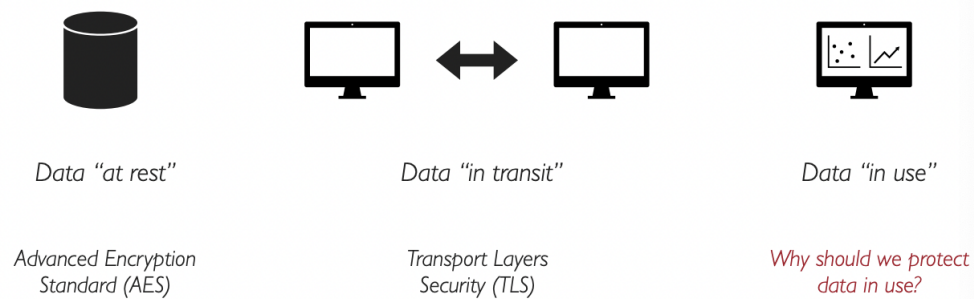 Data “at rest”
Data “in transit”
Data “in use”
Advanced Encryption
Standard (AES)
Transport Layers
Security (TLS)
Why should we protect
data in use?